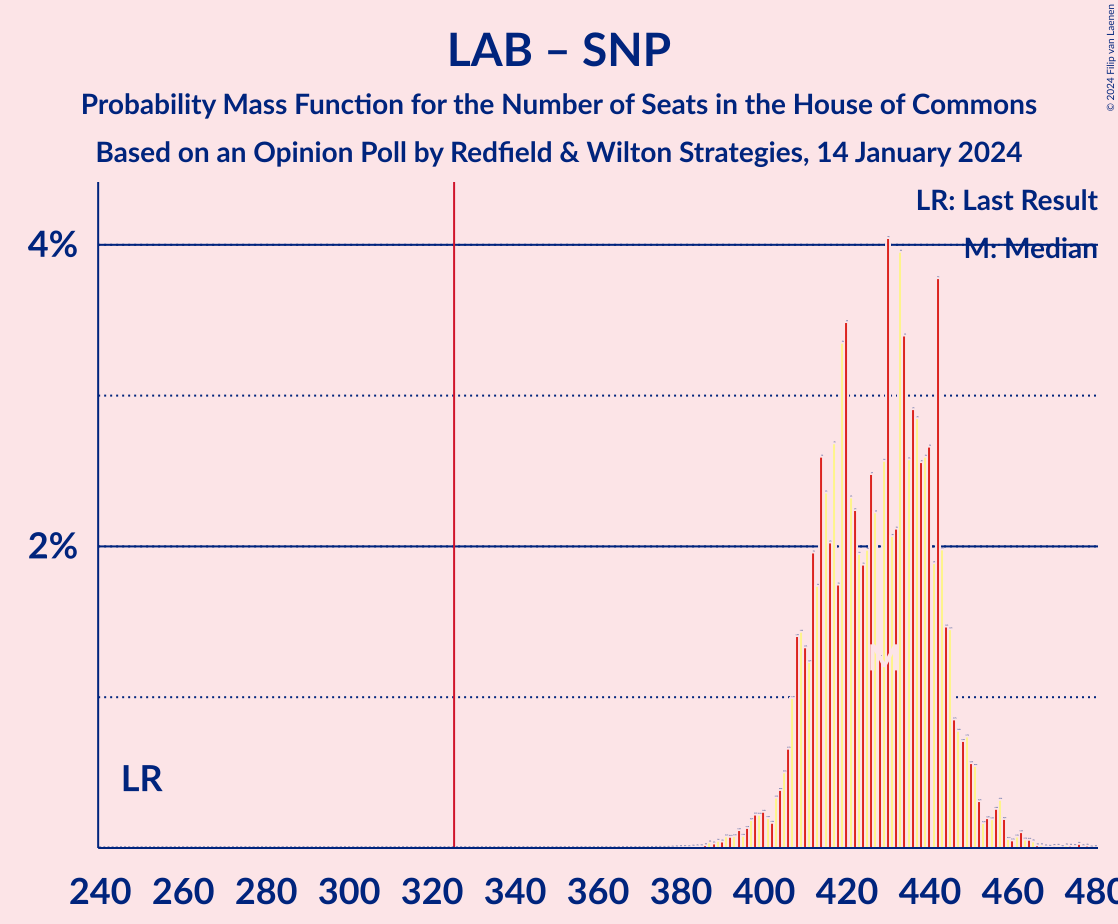 LAB – SNP
Probability Mass Function for the Number of Seats in the House of Commons
Based on an Opinion Poll by Redfield & Wilton Strategies, 14 January 2024
© 2024 Filip van Laenen
LR: Last Result
M: Median
4%
2%
M
LR
240 260 280 300 320 340 360 380 400 420 440 460 480